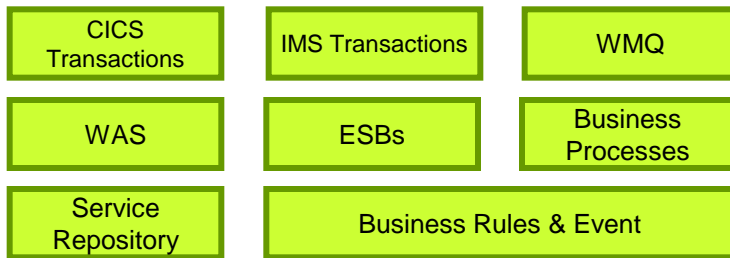 CICS
Transactions
IMS Transactions
WMQ
WAS
ESBs
Business
Processes
Service
Repository
Business Rules & Event